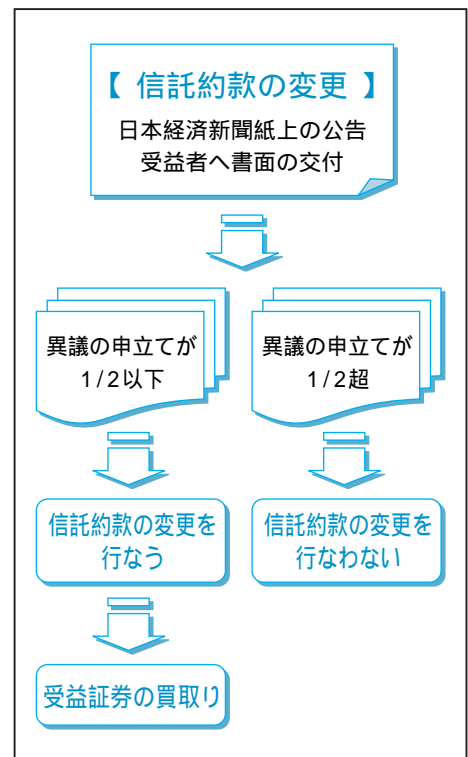 【 信託約款の変更 】
日本経済新聞紙上の公告
受益者へ書面の交付
異議の申立てが
1/2以下
異議の申立てが
1/2超
信託約款の変更を
行なう
信託約款の変更を
行なわない
受益証券の買取り